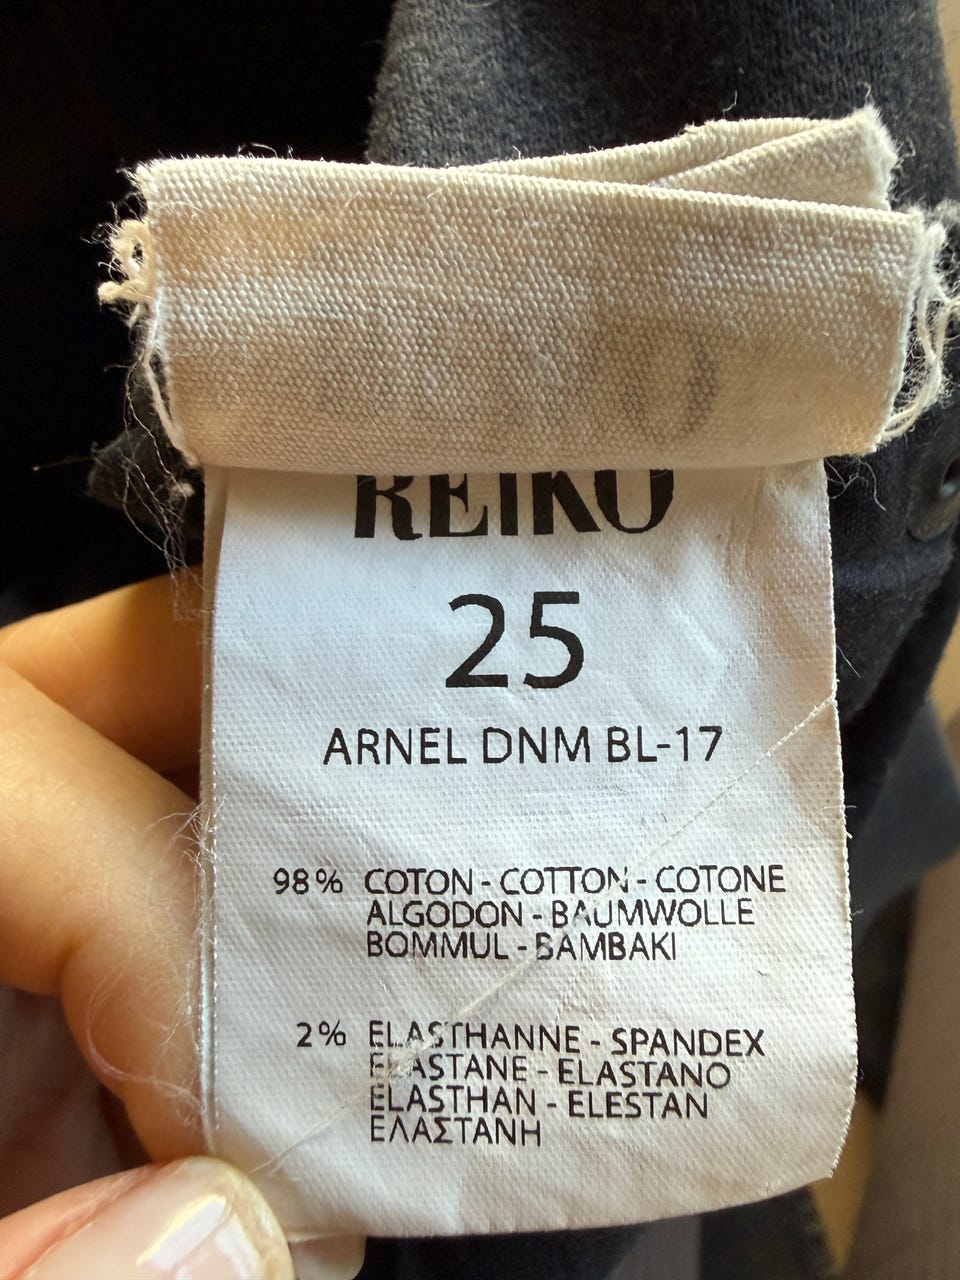 REIKO
25
ARNEL DNM BL-17
98% COTON - COTTON - COTONE
ALGODON - BAUMWOLLE
BOMMUL - BAMBAKI
2% ELASTHANNE - SPANDEX
ELASTANE - ELASTANO
ELASTHAN - ELESTAN
ΕΛΑΣΤΑΝΗ